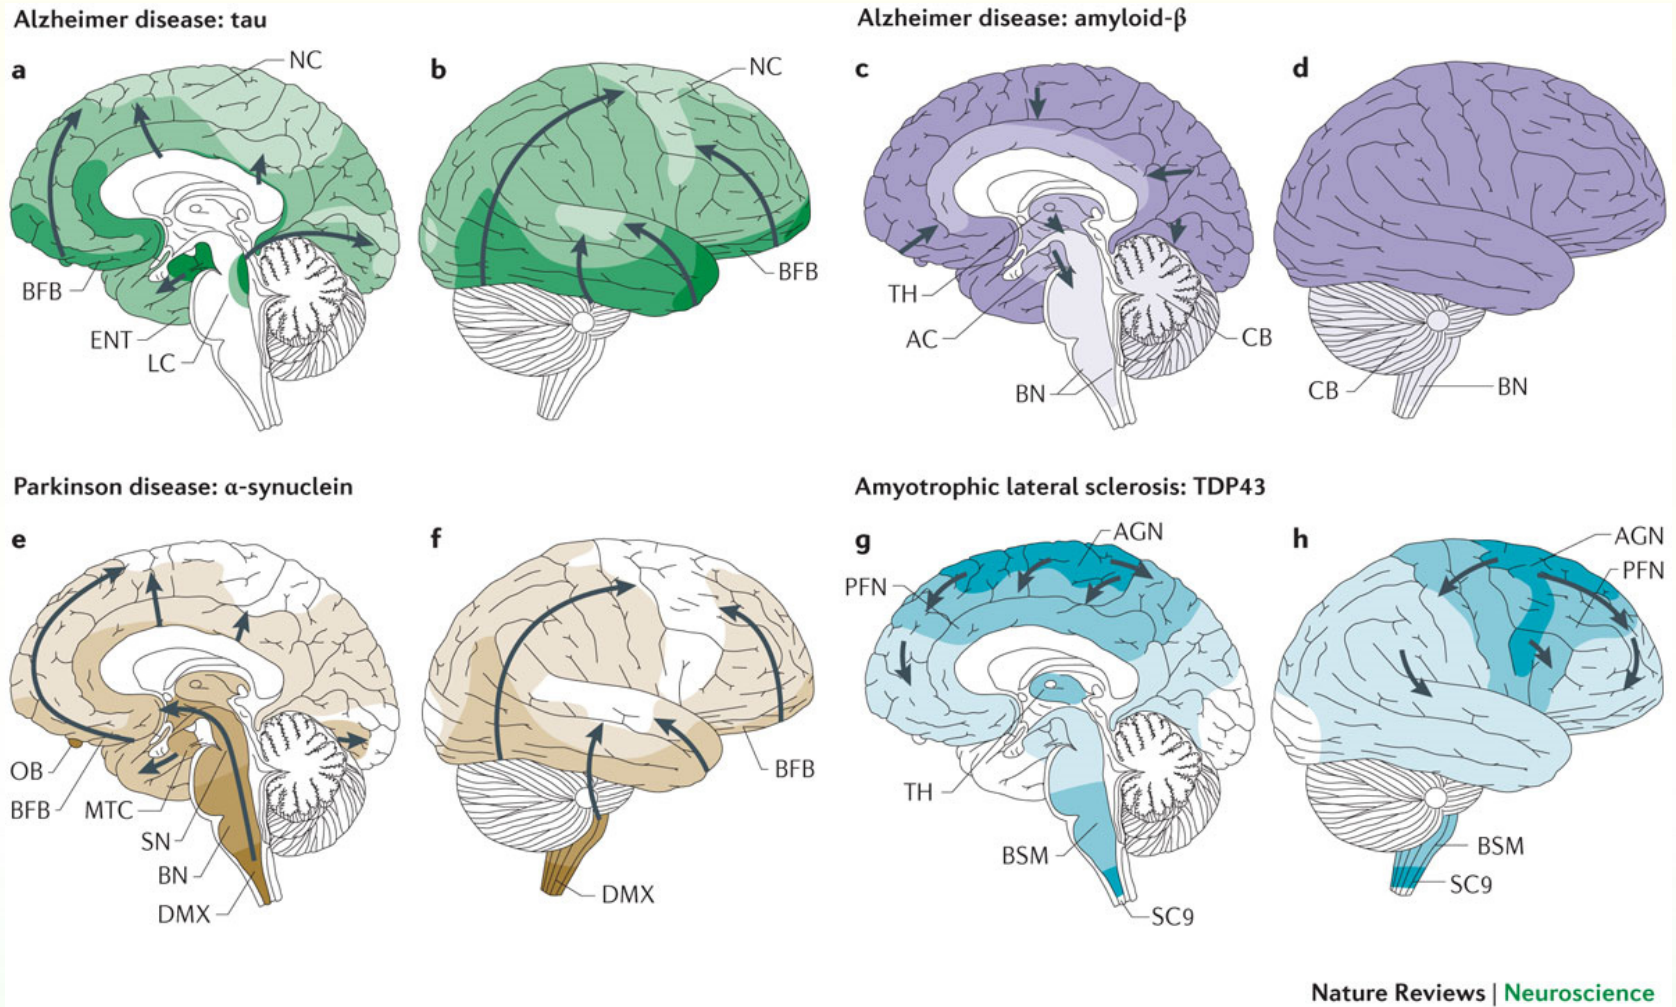 Alzheimer disease: tau
a
NC
BFB
ENT
LC
b
NC
BFB
Alzheimer disease: amyloid-β
c
TH
AC
BN
CB
d
CB
BN
Parkinson disease: α-synuclein
e
OB
BFB
MTC
SN
BN
DMX
f
BFB
DMX
Amyotrophic lateral sclerosis: TDP43
g
AGN
PFN
TH
BSM
SC9
h
AGN
PFN
BSM
SC9
Nature Reviews | Neuroscience